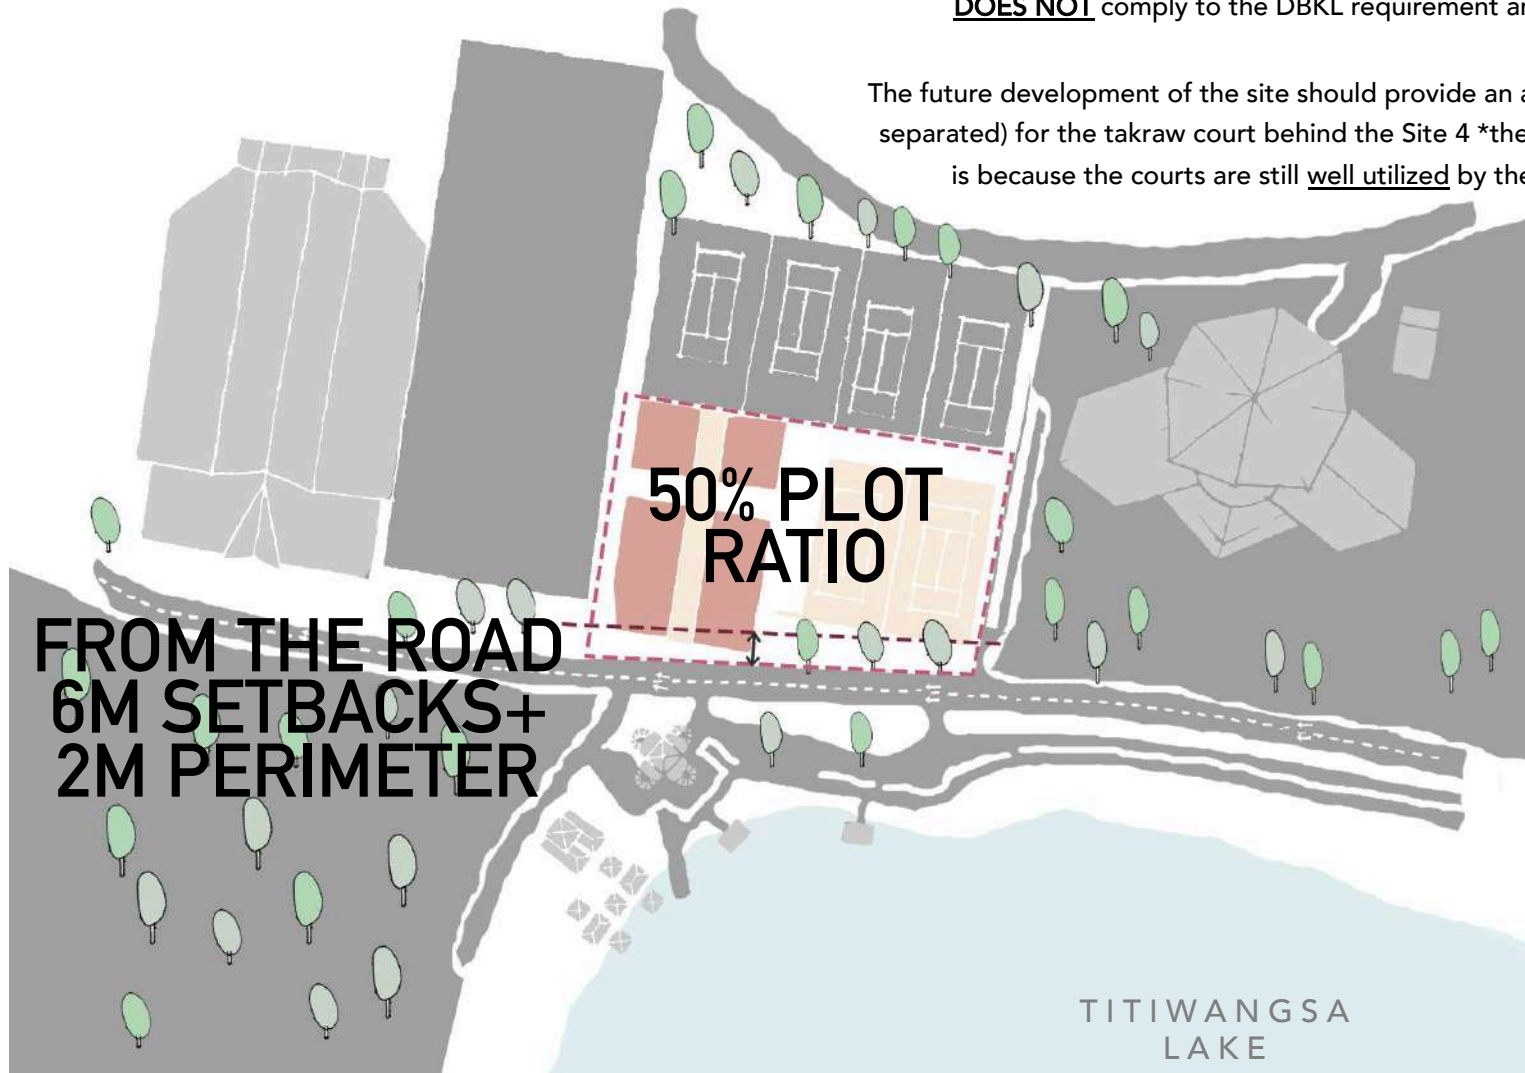 DOES NOT comply to the DBKL requirement
The future development of the site should provide an
separated) for the takraw court behind the Site 4 *the
is because the courts are still well utilized by the
50% PLOT
RATIO
FROM THE ROAD
6M SETBACKS+
2M PERIMETER
TITIWANGSA
LAKE